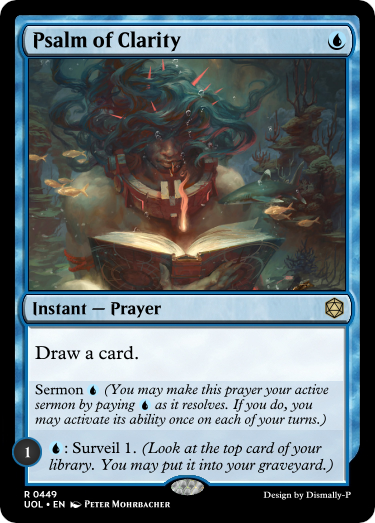 Psalm of Clarity
Instant — Prayer
Draw a card.
Sermon (You may make this prayer your active
sermon by paying as it resolves. If you do, you
may activate its ability once on each of your turns.)
1
: Surveil 1. (Look at the top card of your
library. You may put it into your graveyard.)
R 0449
UOL • EN Peter Mohrbacher
Design by Dismally-P